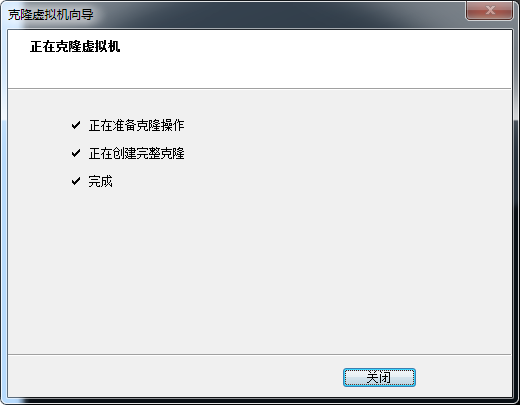 克隆虚拟机向导
正在克隆虚拟机
正在准备克隆操作
正在创建完整克隆
完成
关闭